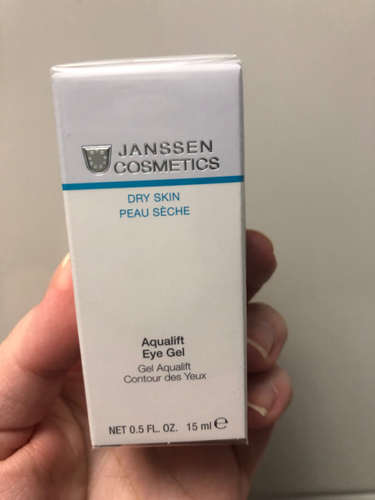 JANSSEN
COSMETICS
DRY SKIN
PEAU SÈCHE
Aqualift
Eye Gel
Gel Aqualift
Contour des Yeux
NET 0.5 FL. OZ. 15 ml ℮